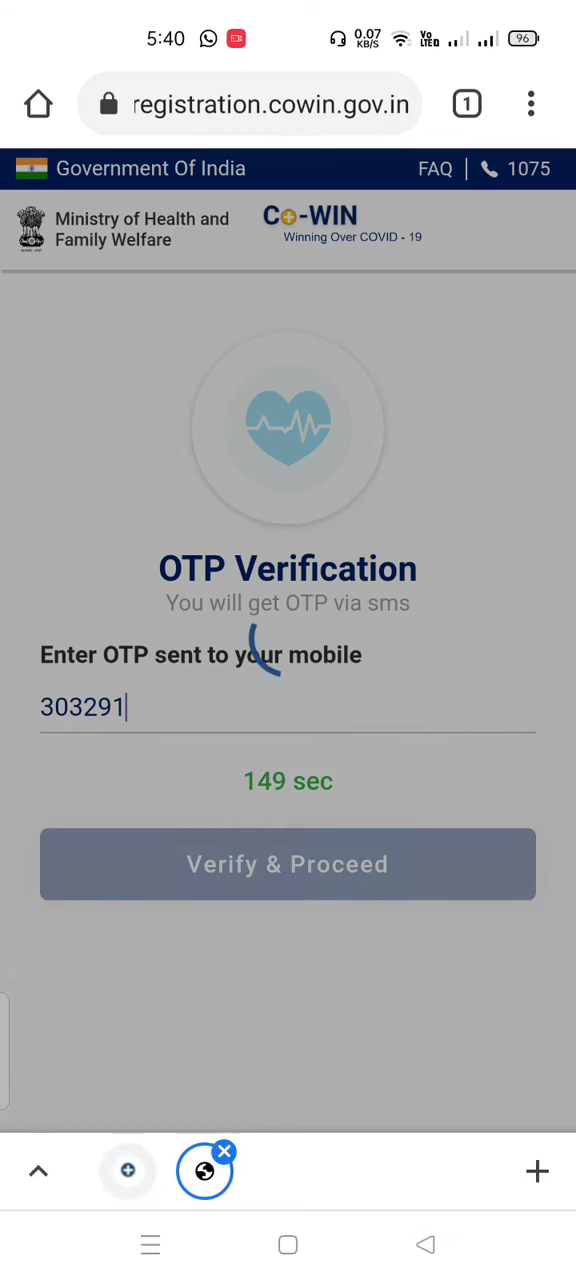 5:40 0.07 KB/S Vo LTED 96
registration.cowin.gov.in 1
Government Of India FAQ | 1075
Ministry of Health and Family Welfare
Co-WIN
Winning Over COVID - 19
OTP Verification
You will get OTP via sms
Enter OTP sent to your mobile
303291
149 sec
Verify & Proceed